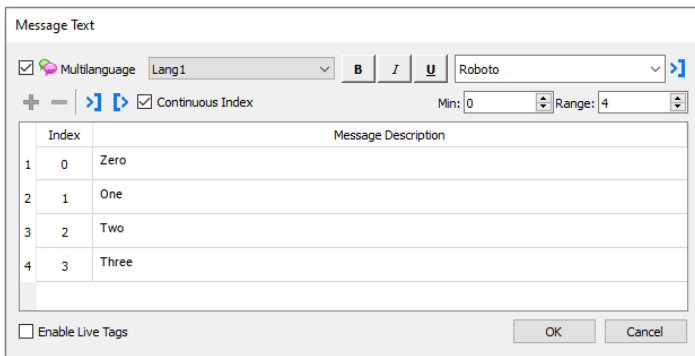 Message Text
Multilanguage Lang1 B I U Roboto
Continuous Index Min: 0 Range: 4
Index Message Description
1 0 Zero
2 1 One
3 2 Two
4 3 Three
Enable Live Tags OK Cancel